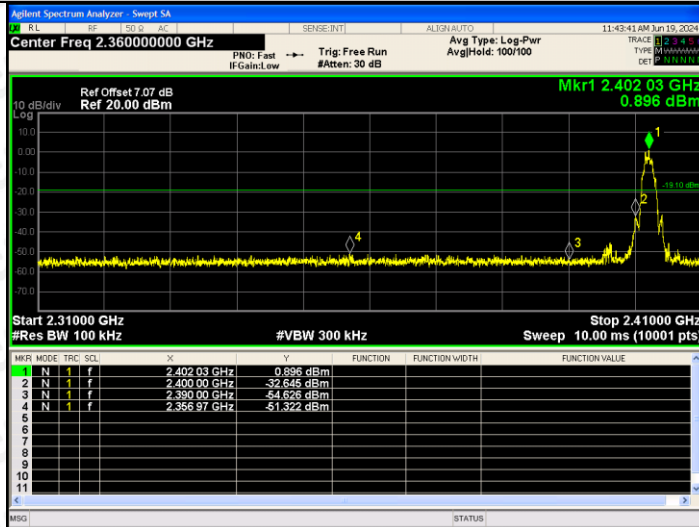 Agilent Spectrum Analyzer - Swept SA
RL RF 50 Ω AC SENSE:INT ALIGNAUTO 11:43:41 AM Jun 19, 2024
Center Freq 2.360000000 GHz
PNO: Fast
IFGain:Low
Trig: Free Run
#Atten: 30 dB
Avg Type: Log-Pwr
Avg|Hold: 100/100
TRACE 1 2 3 4 5
TYPE M
DET P N N N N
Mkr1 2.402 03 GHz
0.896 dBm
Ref Offset 7.07 dB
10 dB/div Ref 20.00 dBm
Log
10.0
0.00
-10.0
-20.0
-30.0
-40.0
-50.0
-60.0
-70.0
1
-19.10 dBm
2
4
3
Start 2.31000 GHz Stop 2.41000 GHz
#Res BW 100 kHz #VBW 300 kHz Sweep 10.00 ms (10001 pts)
MKR MODE TRC SCL X Y FUNCTION FUNCTION WIDTH FUNCTION VALUE
1 N 1 f 2.402 03 GHz 0.896 dBm
2 N 1 f 2.400 00 GHz -32.645 dBm
3 N 1 f 2.390 00 GHz -54.626 dBm
4 N 1 f 2.356 97 GHz -51.322 dBm
5
6
7
8
9
10
11
MSG STATUS